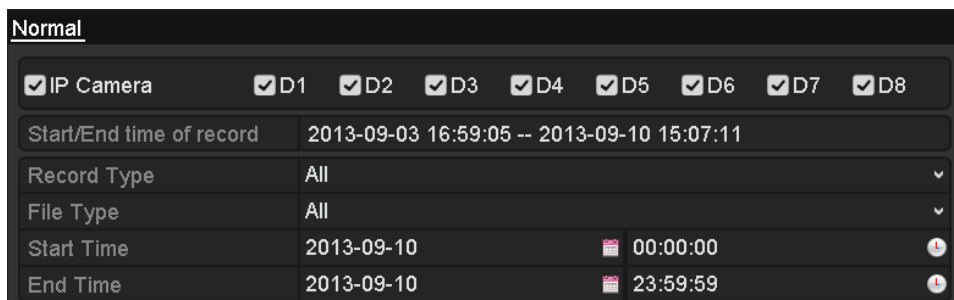 Normal
IP Camera D1 D2 D3 D4 D5 D6 D7 D8
Start/End time of record 2013-09-03 16:59:05 -- 2013-09-10 15:07:11
Record Type All
File Type All
Start Time 2013-09-10 00:00:00
End Time 2013-09-10 23:59:59